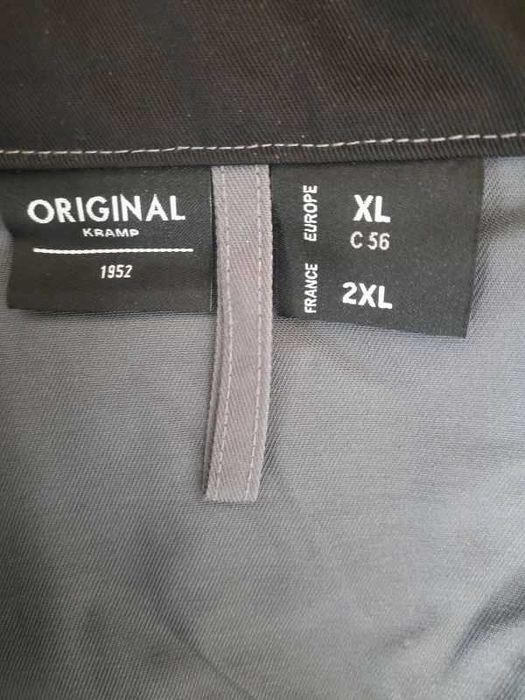 ORIGINAL
KRAMP
1952
EUROPE XL
C 56
FRANCE 2XL